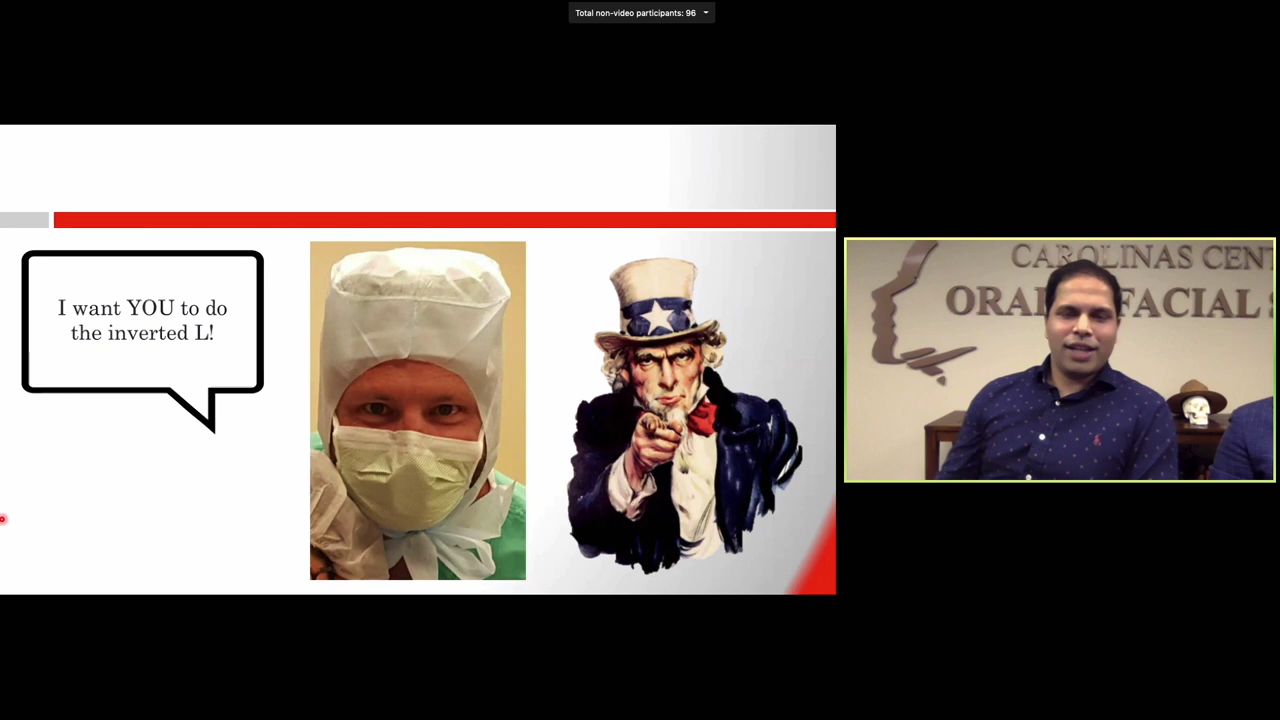 Total non-video participants: 96
I want YOU to do
the inverted L!
CAROLINAS CENT
ORAL FACIAL S